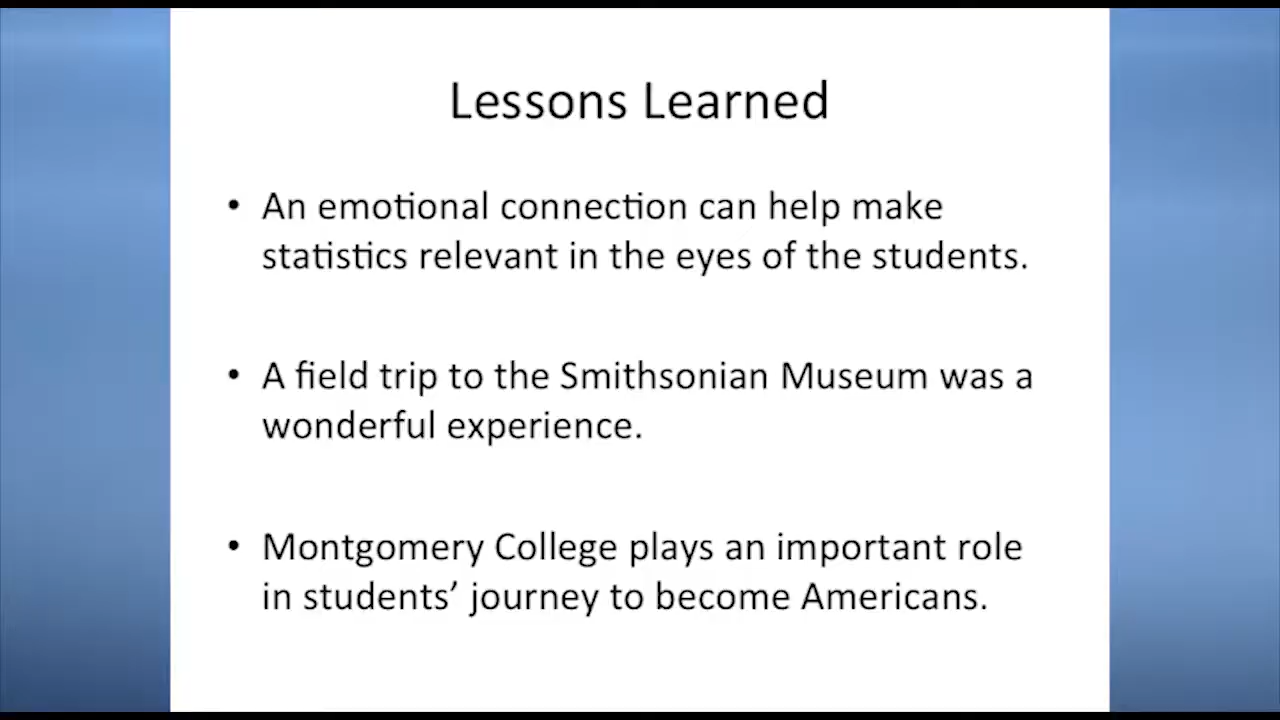 Lessons Learned
• An emotional connection can help make
statistics relevant in the eyes of the students.
• A field trip to the Smithsonian Museum was a
wonderful experience.
• Montgomery College plays an important role
in students’ journey to become Americans.